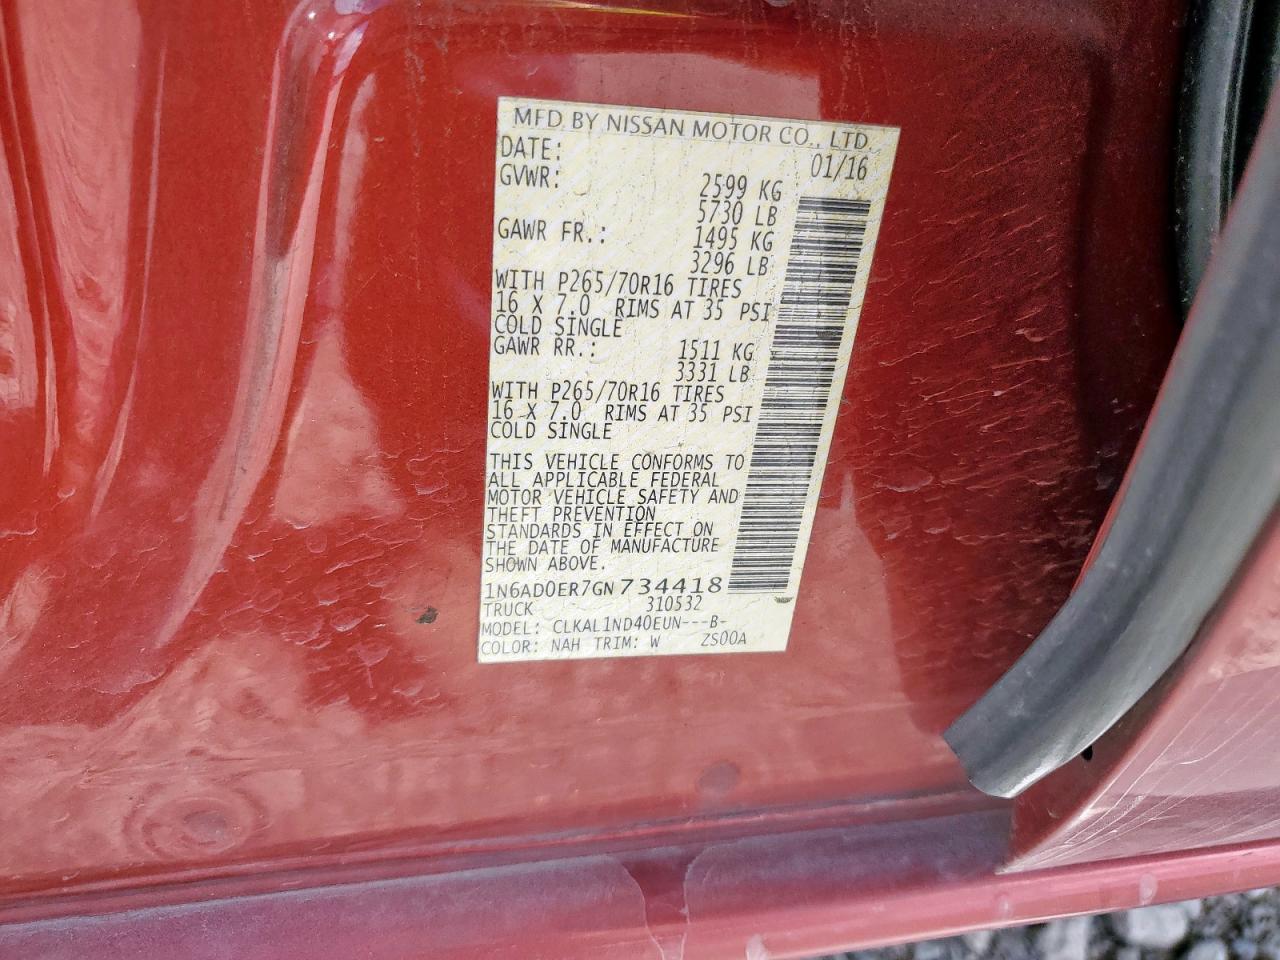 MFD BY NISSAN MOTOR CO., LTD.
DATE: 01/16
GVWR: 2599 KG
5730 LB
GAWR FR.: 1495 KG
3296 LB
WITH P265/70R16 TIRES
16 X 7.0 RIMS AT 35 PSI
COLD SINGLE
GAWR RR.: 1511 KG
3331 LB
WITH P265/70R16 TIRES
16 X 7.0 RIMS AT 35 PSI
COLD SINGLE
THIS VEHICLE CONFORMS TO
ALL APPLICABLE FEDERAL
MOTOR VEHICLE SAFETY AND
THEFT PREVENTION
STANDARDS IN EFFECT ON
THE DATE OF MANUFACTURE
SHOWN ABOVE.
1N6AD0ER7GN734418
TRUCK 310532
MODEL: CLKAL1ND40EUN---B-
COLOR: NAH TRIM: W ZS00A